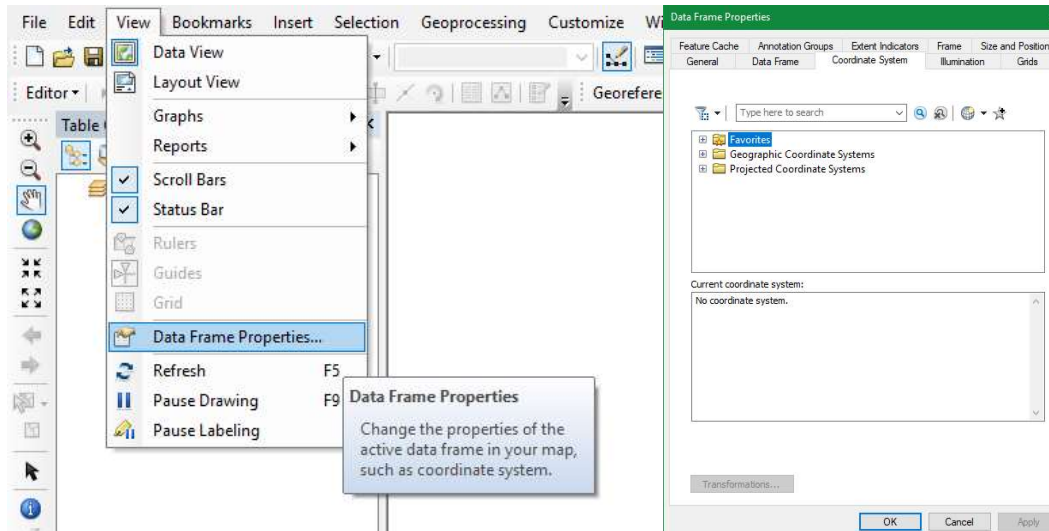 File Edit View Bookmarks Insert Selection Geoprocessing Customize Wi
Data View
Layout View
Graphs
Reports
Scroll Bars
Status Bar
Rulers
Guides
Grid
Data Frame Properties...
Refresh F5
Pause Drawing F9
Pause Labeling
Editor
Georefere
Table
Data Frame Properties
Change the properties of the
active data frame in your map,
such as coordinate system.
Data Frame Properties
Feature Cache Annotation Groups Extent Indicators Frame Size and Position
General Data Frame Coordinate System Illumination Grids
Type here to search
Favorites
Geographic Coordinate Systems
Projected Coordinate Systems
Current coordinate system:
No coordinate system.
Transformations...
OK Cancel Apply